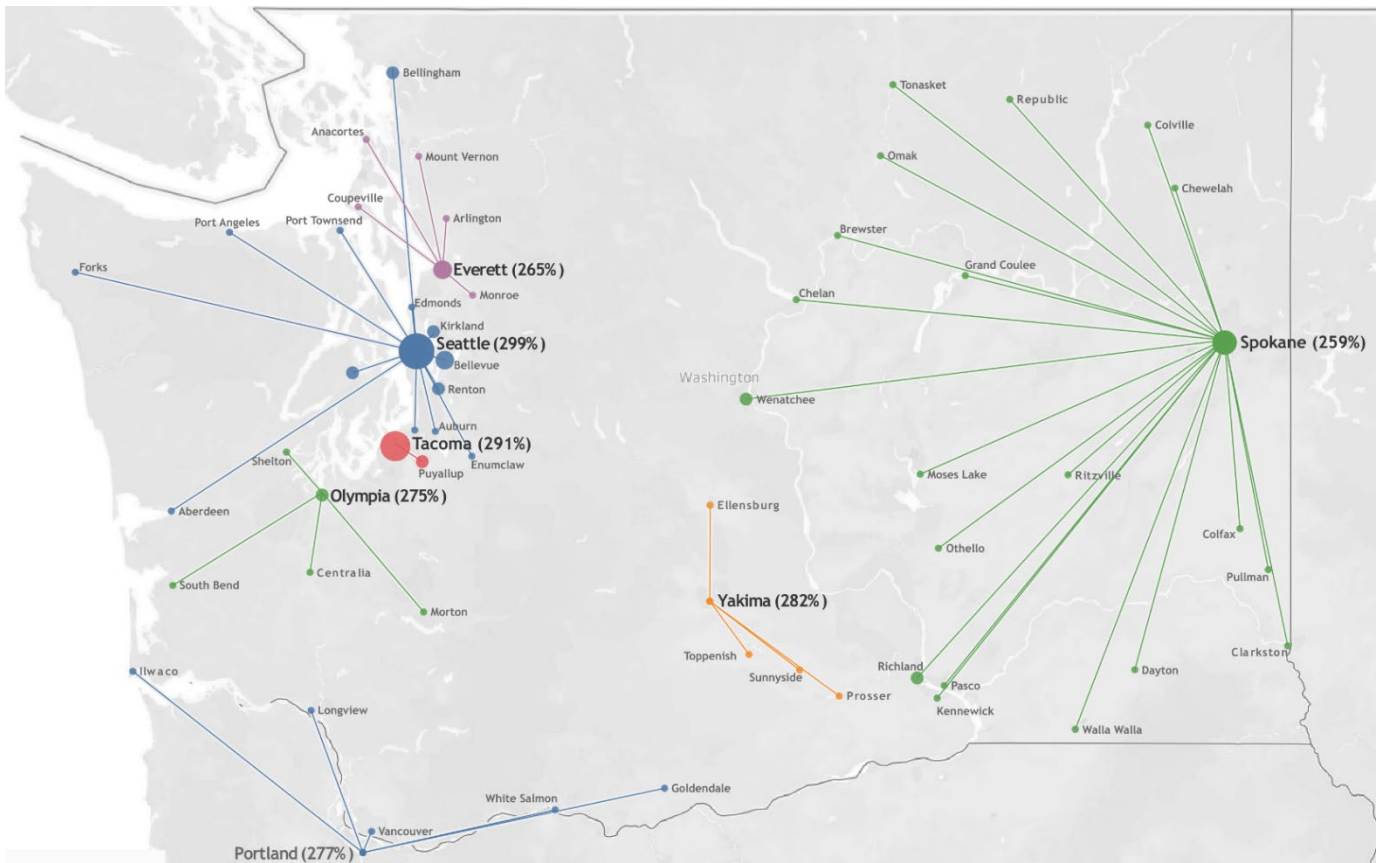 Bellingham
Tonasket
Republic
Colville
Anacortes
Mount Vernon
Omak
Chewelah
Coupeville
Port Angeles
Port Townsend
Arlington
Brewster
Forks
Everett (265%)
Grand Coulee
Monroe
Chelan
Edmonds
Kirkland
Seattle (299%)
Spokane (259%)
Bellevue
Washington
Renton
Wenatchee
Auburn
Tacoma (291%)
Shelton
Enumclaw
Puyallup
Moses Lake
Ritzville
Olympia (275%)
Ellensburg
Aberdeen
Colfax
Othello
Centralia
Pullman
South Bend
Yakima (282%)
Morton
Toppenish
Clarkston
Ilwaco
Richland
Sunnyside
Dayton
Pasco
Prosser
Kennewick
Longview
Walla Walla
Goldendale
White Salmon
Vancouver
Portland (277%)